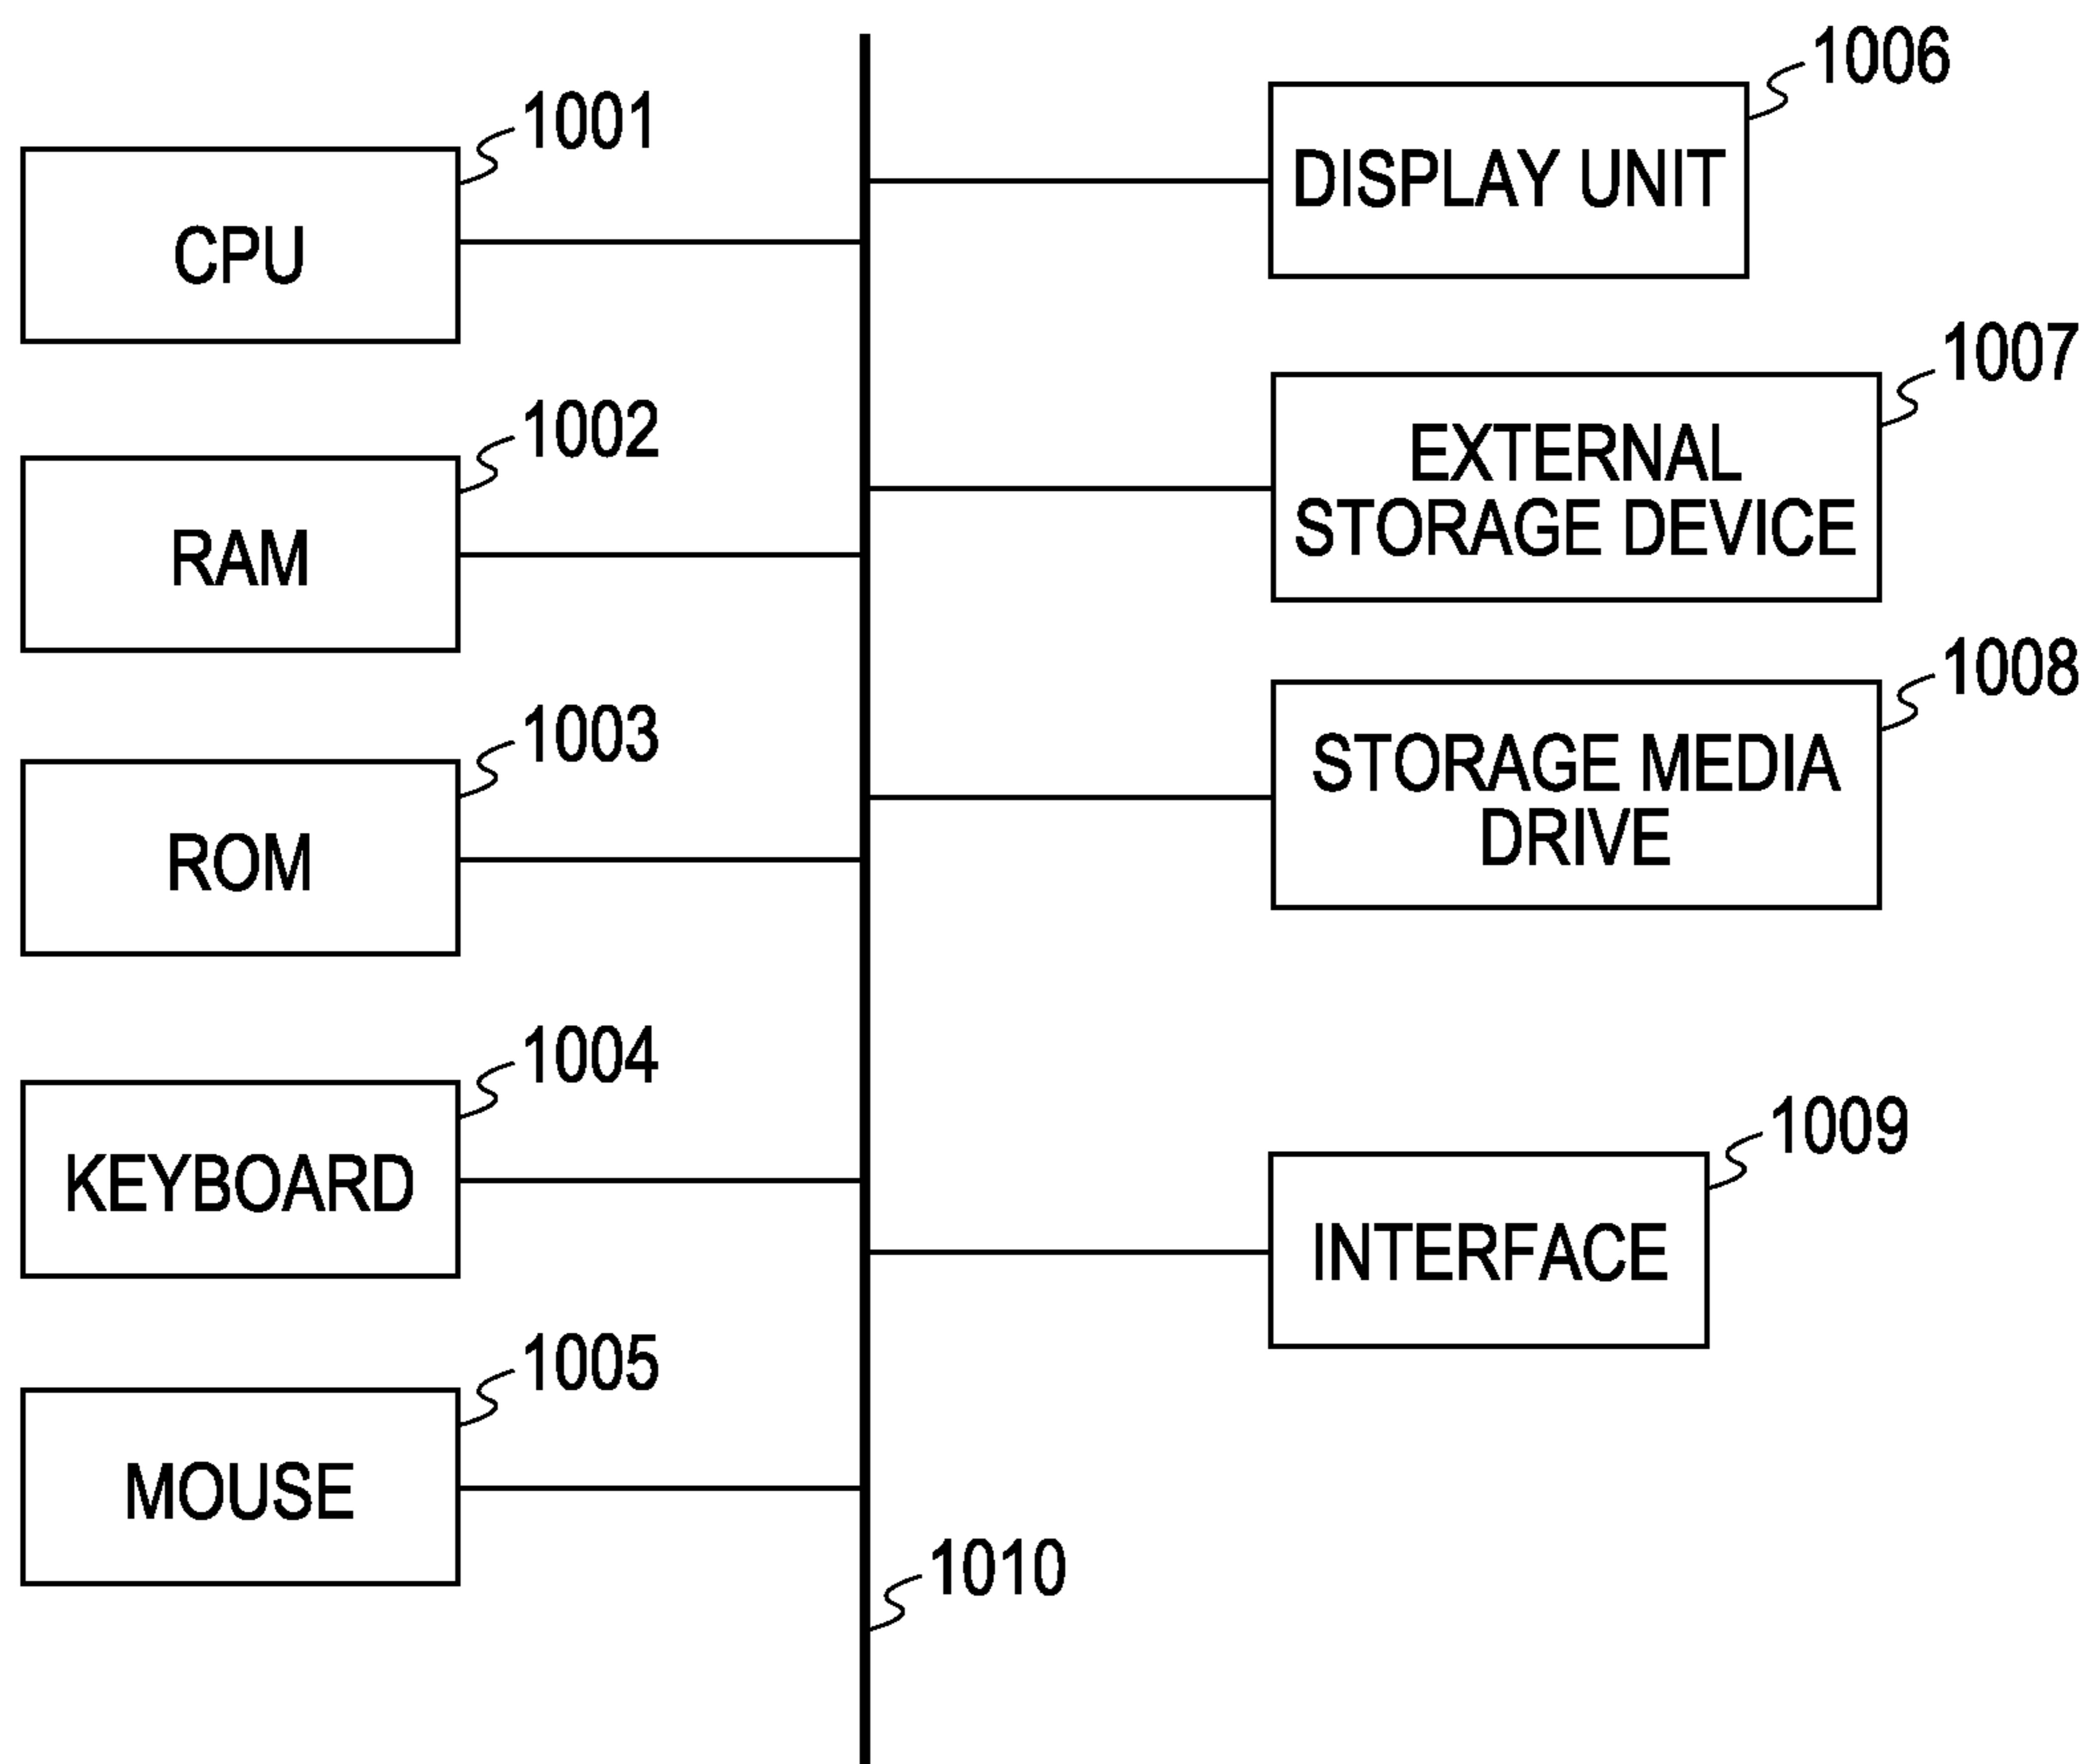 1001
CPU
1002
RAM
1003
ROM
1004
KEYBOARD
1005
MOUSE
1006
DISPLAY UNIT
1007
EXTERNAL
STORAGE DEVICE
1008
STORAGE MEDIA
DRIVE
1009
INTERFACE
1010